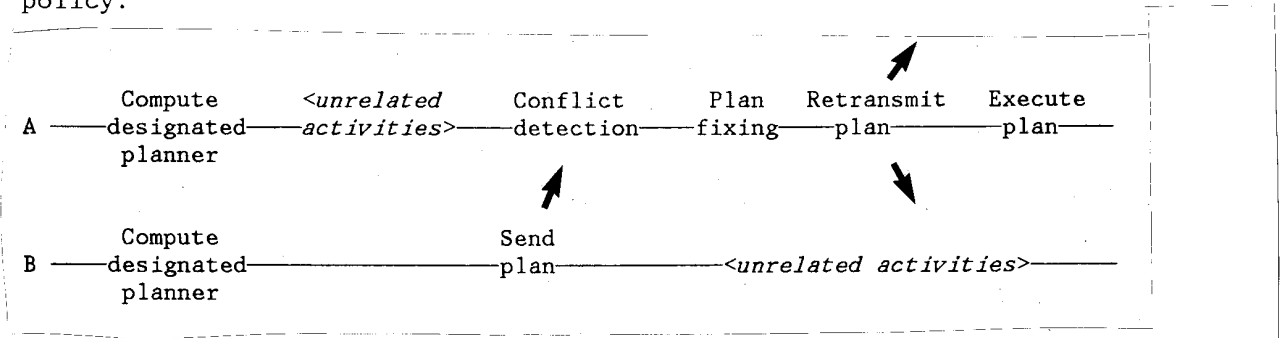 policy.
Compute <unrelated Conflict Plan Retransmit Execute
A designated activities> detection fixing plan plan
planner
Compute Send
B designated plan <unrelated activities>
planner